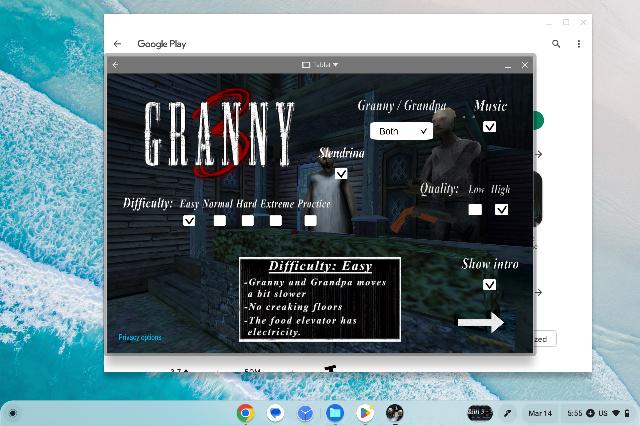 Google Play
Tablet
GRANNY
3
Granny / Grandpa
Both
Music
Slendrina
Quality: Low High
Difficulty: Easy Normal Hard Extreme Practice
Difficulty: Easy
-Granny and Grandpa moves
a bit slower
-No creaking floors
-The food elevator has
electricity.
Show intro
Privacy options
zed
Mar 14
5:55
US